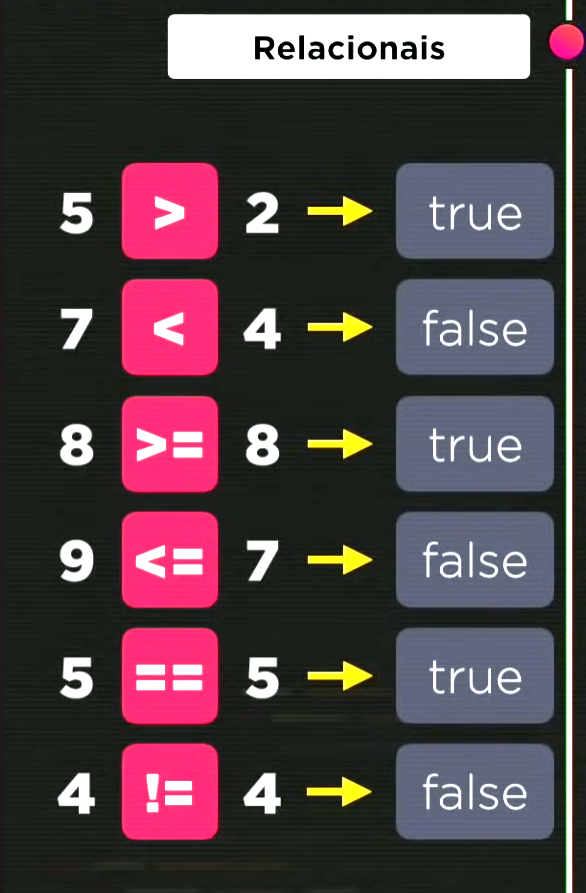 Relacionais
5 > 2 true
7 < 4 false
8 >= 8 true
9 <= 7 false
5 == 5 true
4 != 4 false